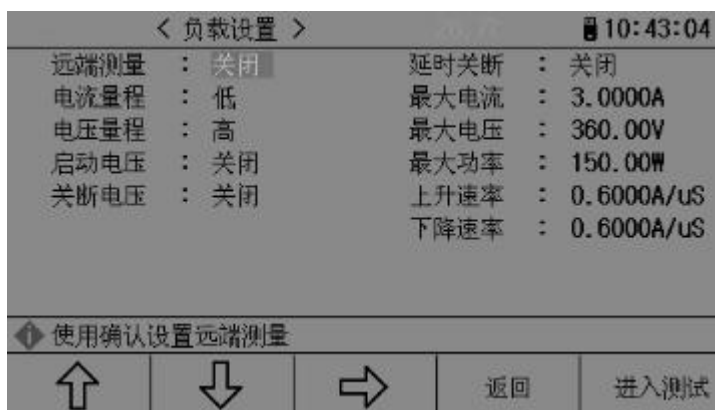 < 负载设置 >
10:43:04
远端测量 : 关闭
延时关断 : 关闭
电流量程 : 低
最大电流 : 3.0000A
电压量程 : 高
最大电压 : 360.00V
启动电压 : 关闭
最大功率 : 150.00W
关断电压 : 关闭
上升速率 : 0.6000A/uS
下降速率 : 0.6000A/uS
使用确认设置远端测量
返回
进入测试